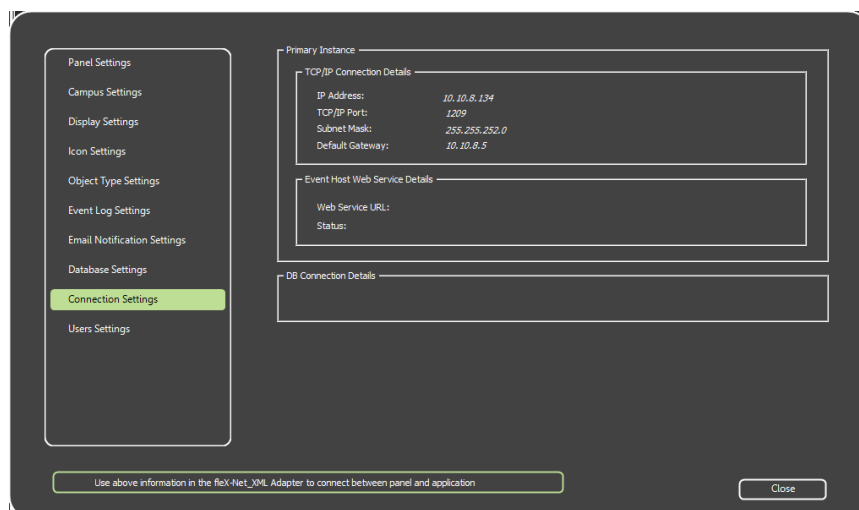 Panel Settings
Campus Settings
Display Settings
Icon Settings
Object Type Settings
Event Log Settings
Email Notification Settings
Database Settings
Connection Settings
Users Settings
Primary Instance
TCP/IP Connection Details
IP Address: 10.10.8.134
TCP/IP Port: 1209
Subnet Mask: 255.255.252.0
Default Gateway: 10.10.8.5
Event Host Web Service Details
Web Service URL:
Status:
DB Connection Details
Use above information in the fleX-Net_XML Adapter to connect between panel and application
Close